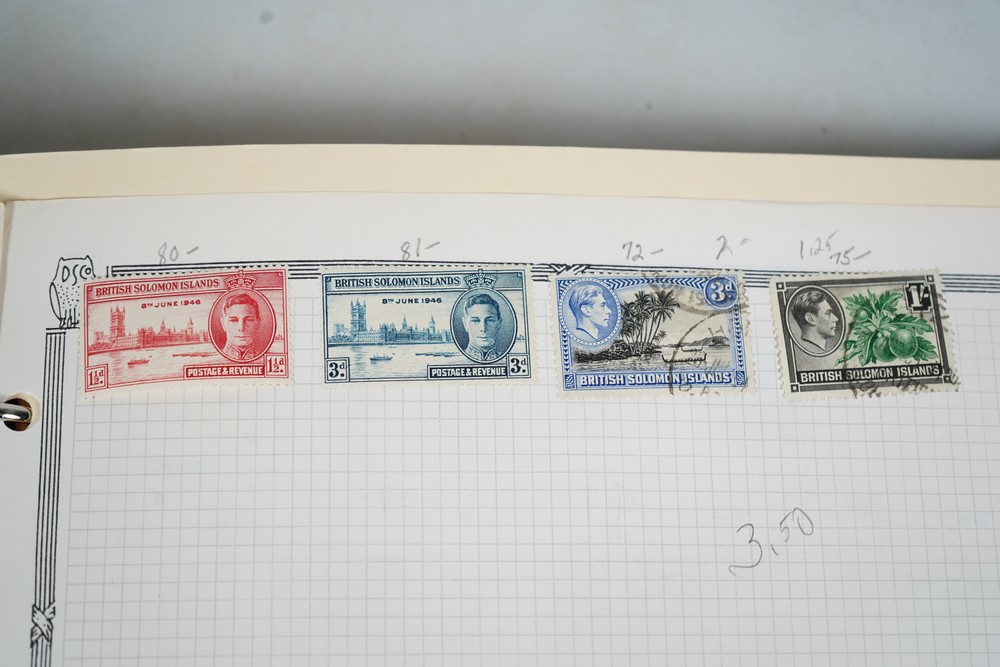 80-
81-
72-
2-
1,25
75-
DSCo
BRITISH SOLOMON ISLANDS
8TH JUNE 1946
1½d
1½d
POSTAGE & REVENUE
BRITISH SOLOMON ISLANDS
8TH JUNE 1946
3d
POSTAGE & REVENUE
3d
3d
BRITISH SOLOMON ISLANDS
1/-
BRITISH SOLOMON ISLANDS
3,50